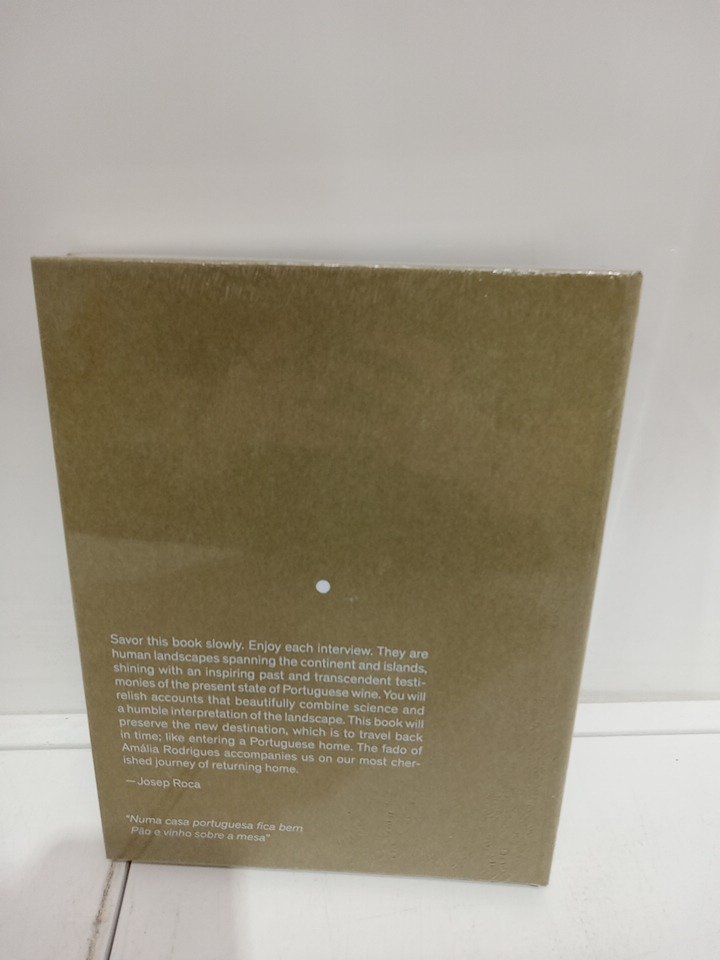 Savor this book slowly. Enjoy each interview. They are
human landscapes spanning the continent and islands,
shining with an inspiring past and transcendent testi-
monies of the present state of Portuguese wine. You will
relish accounts that beautifully combine science and
a humble interpretation of the landscape. This book will
preserve the new destination, which is to travel back
in time; like entering a Portuguese home. The fado of
Amália Rodrigues accompanies us on our most cher-
ished journey of returning home.
—Josep Roca
"Numa casa portuguesa fica bem
Pão e vinho sobre a mesa"